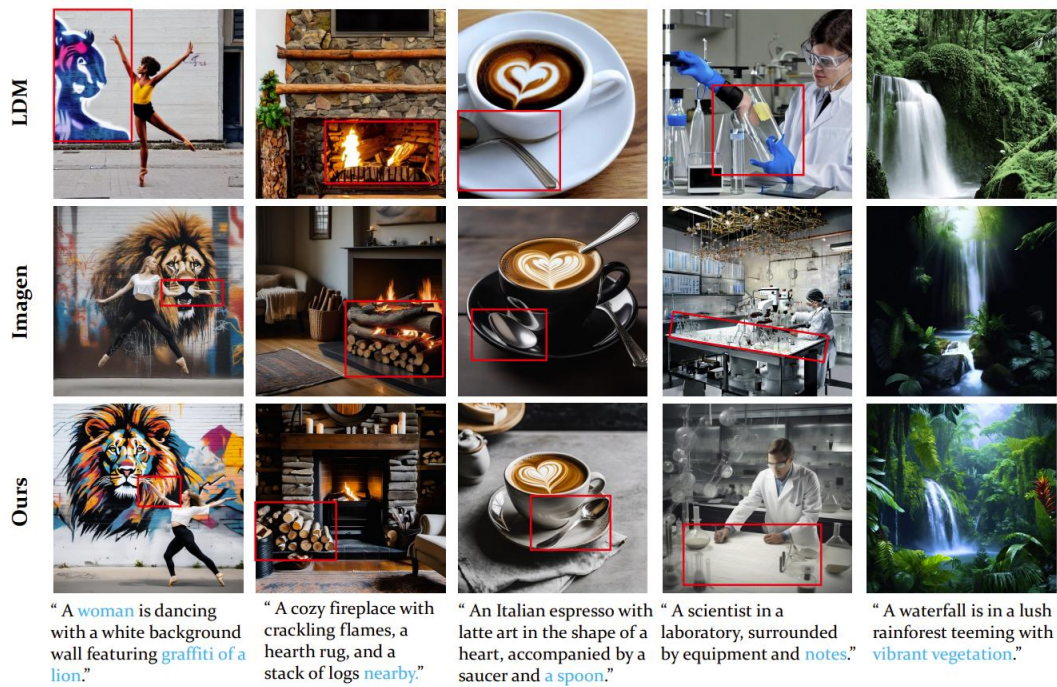 LDM
Imagen
Ours
“ A woman is dancing
with a white background
wall featuring graffiti of a
lion.”
“ A cozy fireplace with
crackling flames, a
hearth rug, and a
stack of logs nearby.”
“ An Italian espresso with
latte art in the shape of a
heart, accompanied by a
saucer and a spoon.”
“ A scientist in a
laboratory, surrounded
by equipment and notes.”
“ A waterfall is in a lush
rainforest teeming with
vibrant vegetation.”